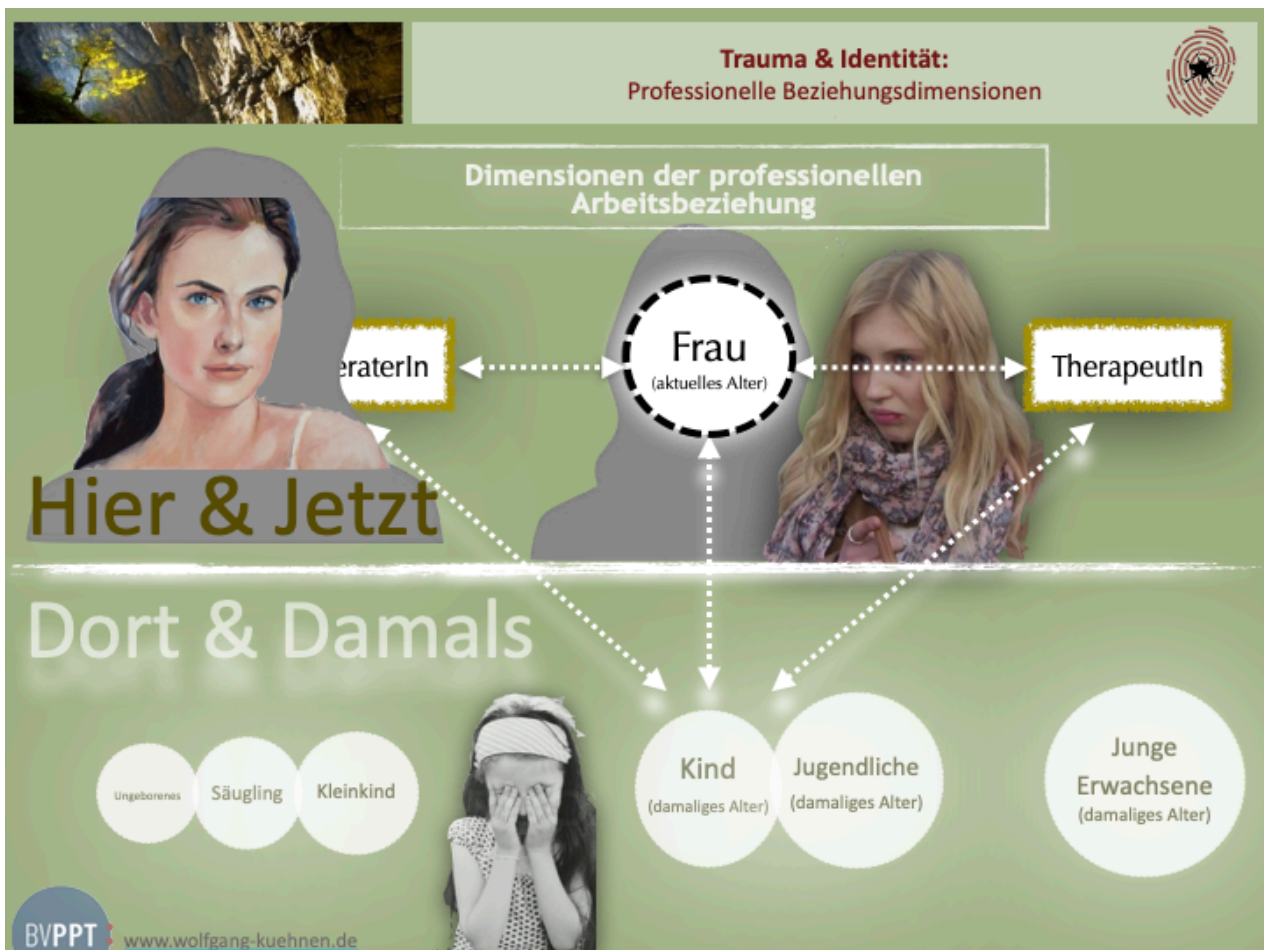 Trauma & Identität:
Professionelle Beziehungsdimensionen
Dimensionen der professionellen
Arbeitsbeziehung
eraterIn
Frau
(aktuelles Alter)
TherapeutIn
Hier & Jetzt
Dort & Damals
Ungeborenes
Säugling
Kleinkind
Kind
(damaliges Alter)
Jugendliche
(damaliges Alter)
Junge
Erwachsene
(damaliges Alter)
BVPPT
www.wolfgang-kuehnen.de